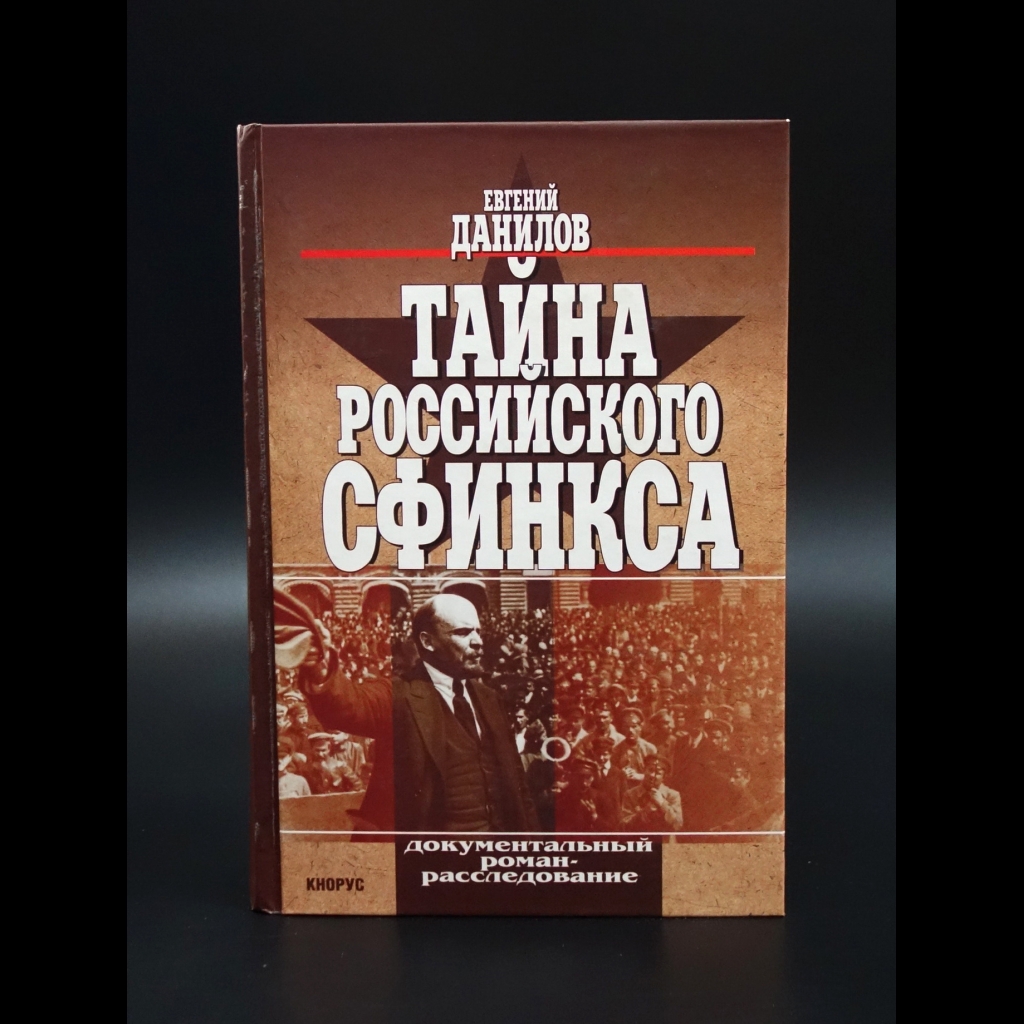 ЕВГЕНИЙ
ДАНИЛОВ
ТАЙНА
РОССИЙСКОГО
СФИНКСА
документальный
роман-
расследование
КНОРУС